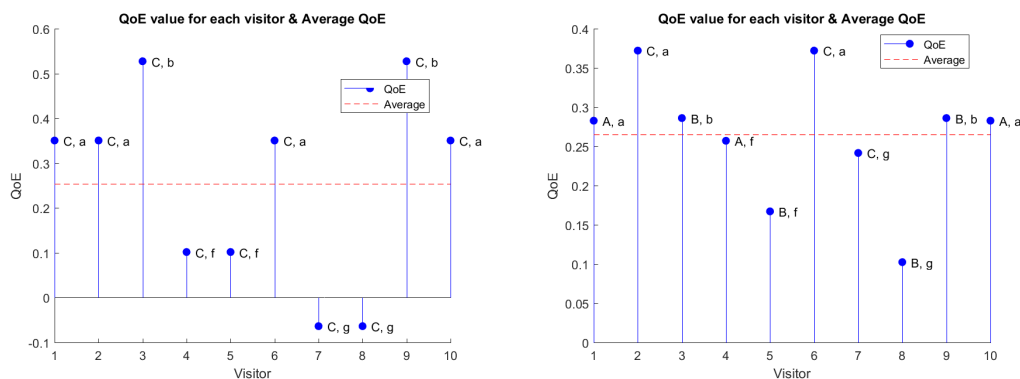 QoE value for each visitor & Average QoE
0.6
0.5
0.4
0.3
0.2
0.1
0
-0.1
QoE
C, a
C, a
C, b
C, f
C, f
C, a
C, g
C, g
C, b
C, a
QoE
Average
1 2 3 4 5 6 7 8 9 10
Visitor
QoE value for each visitor & Average QoE
0.4
0.35
0.3
0.25
0.2
0.15
0.1
0.05
0
QoE
A, a
C, a
B, b
A, f
B, f
C, a
C, g
B, g
B, b
A, a
QoE
Average
1 2 3 4 5 6 7 8 9 10
Visitor